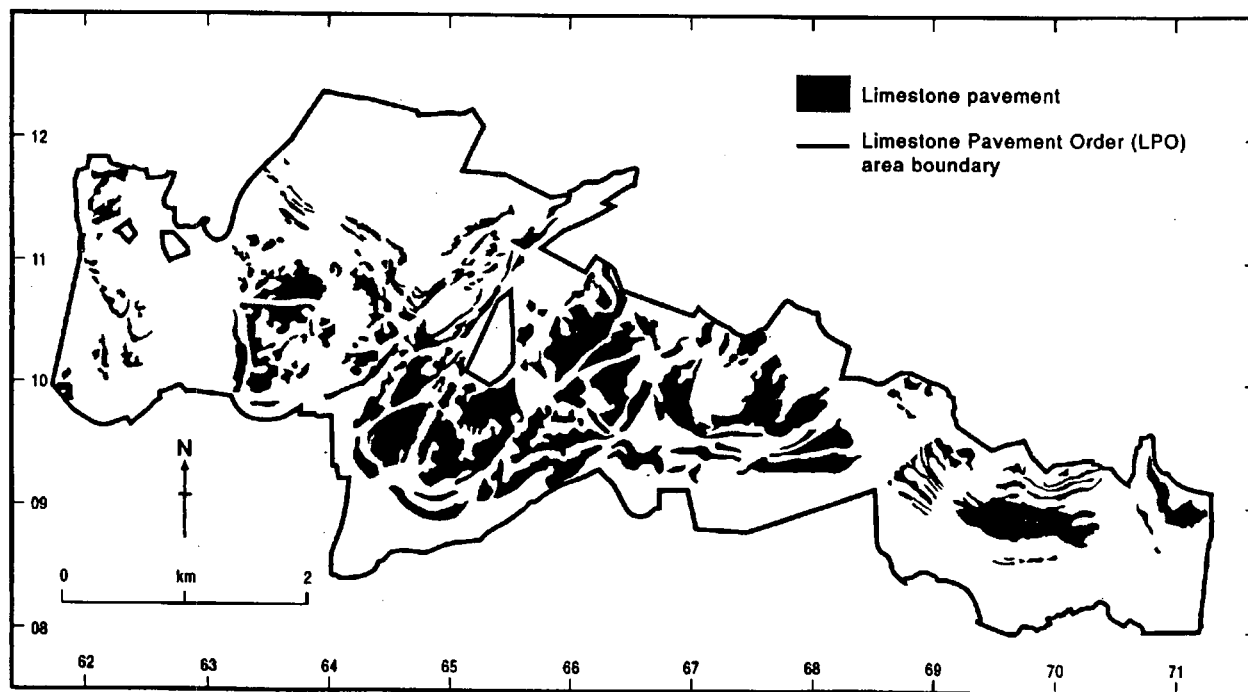 Limestone pavement
Limestone Pavement Order (LPO)
area boundary
12
11
10
09
08
N
0 km 2
62 63 64 65 66 67 68 69 70 71